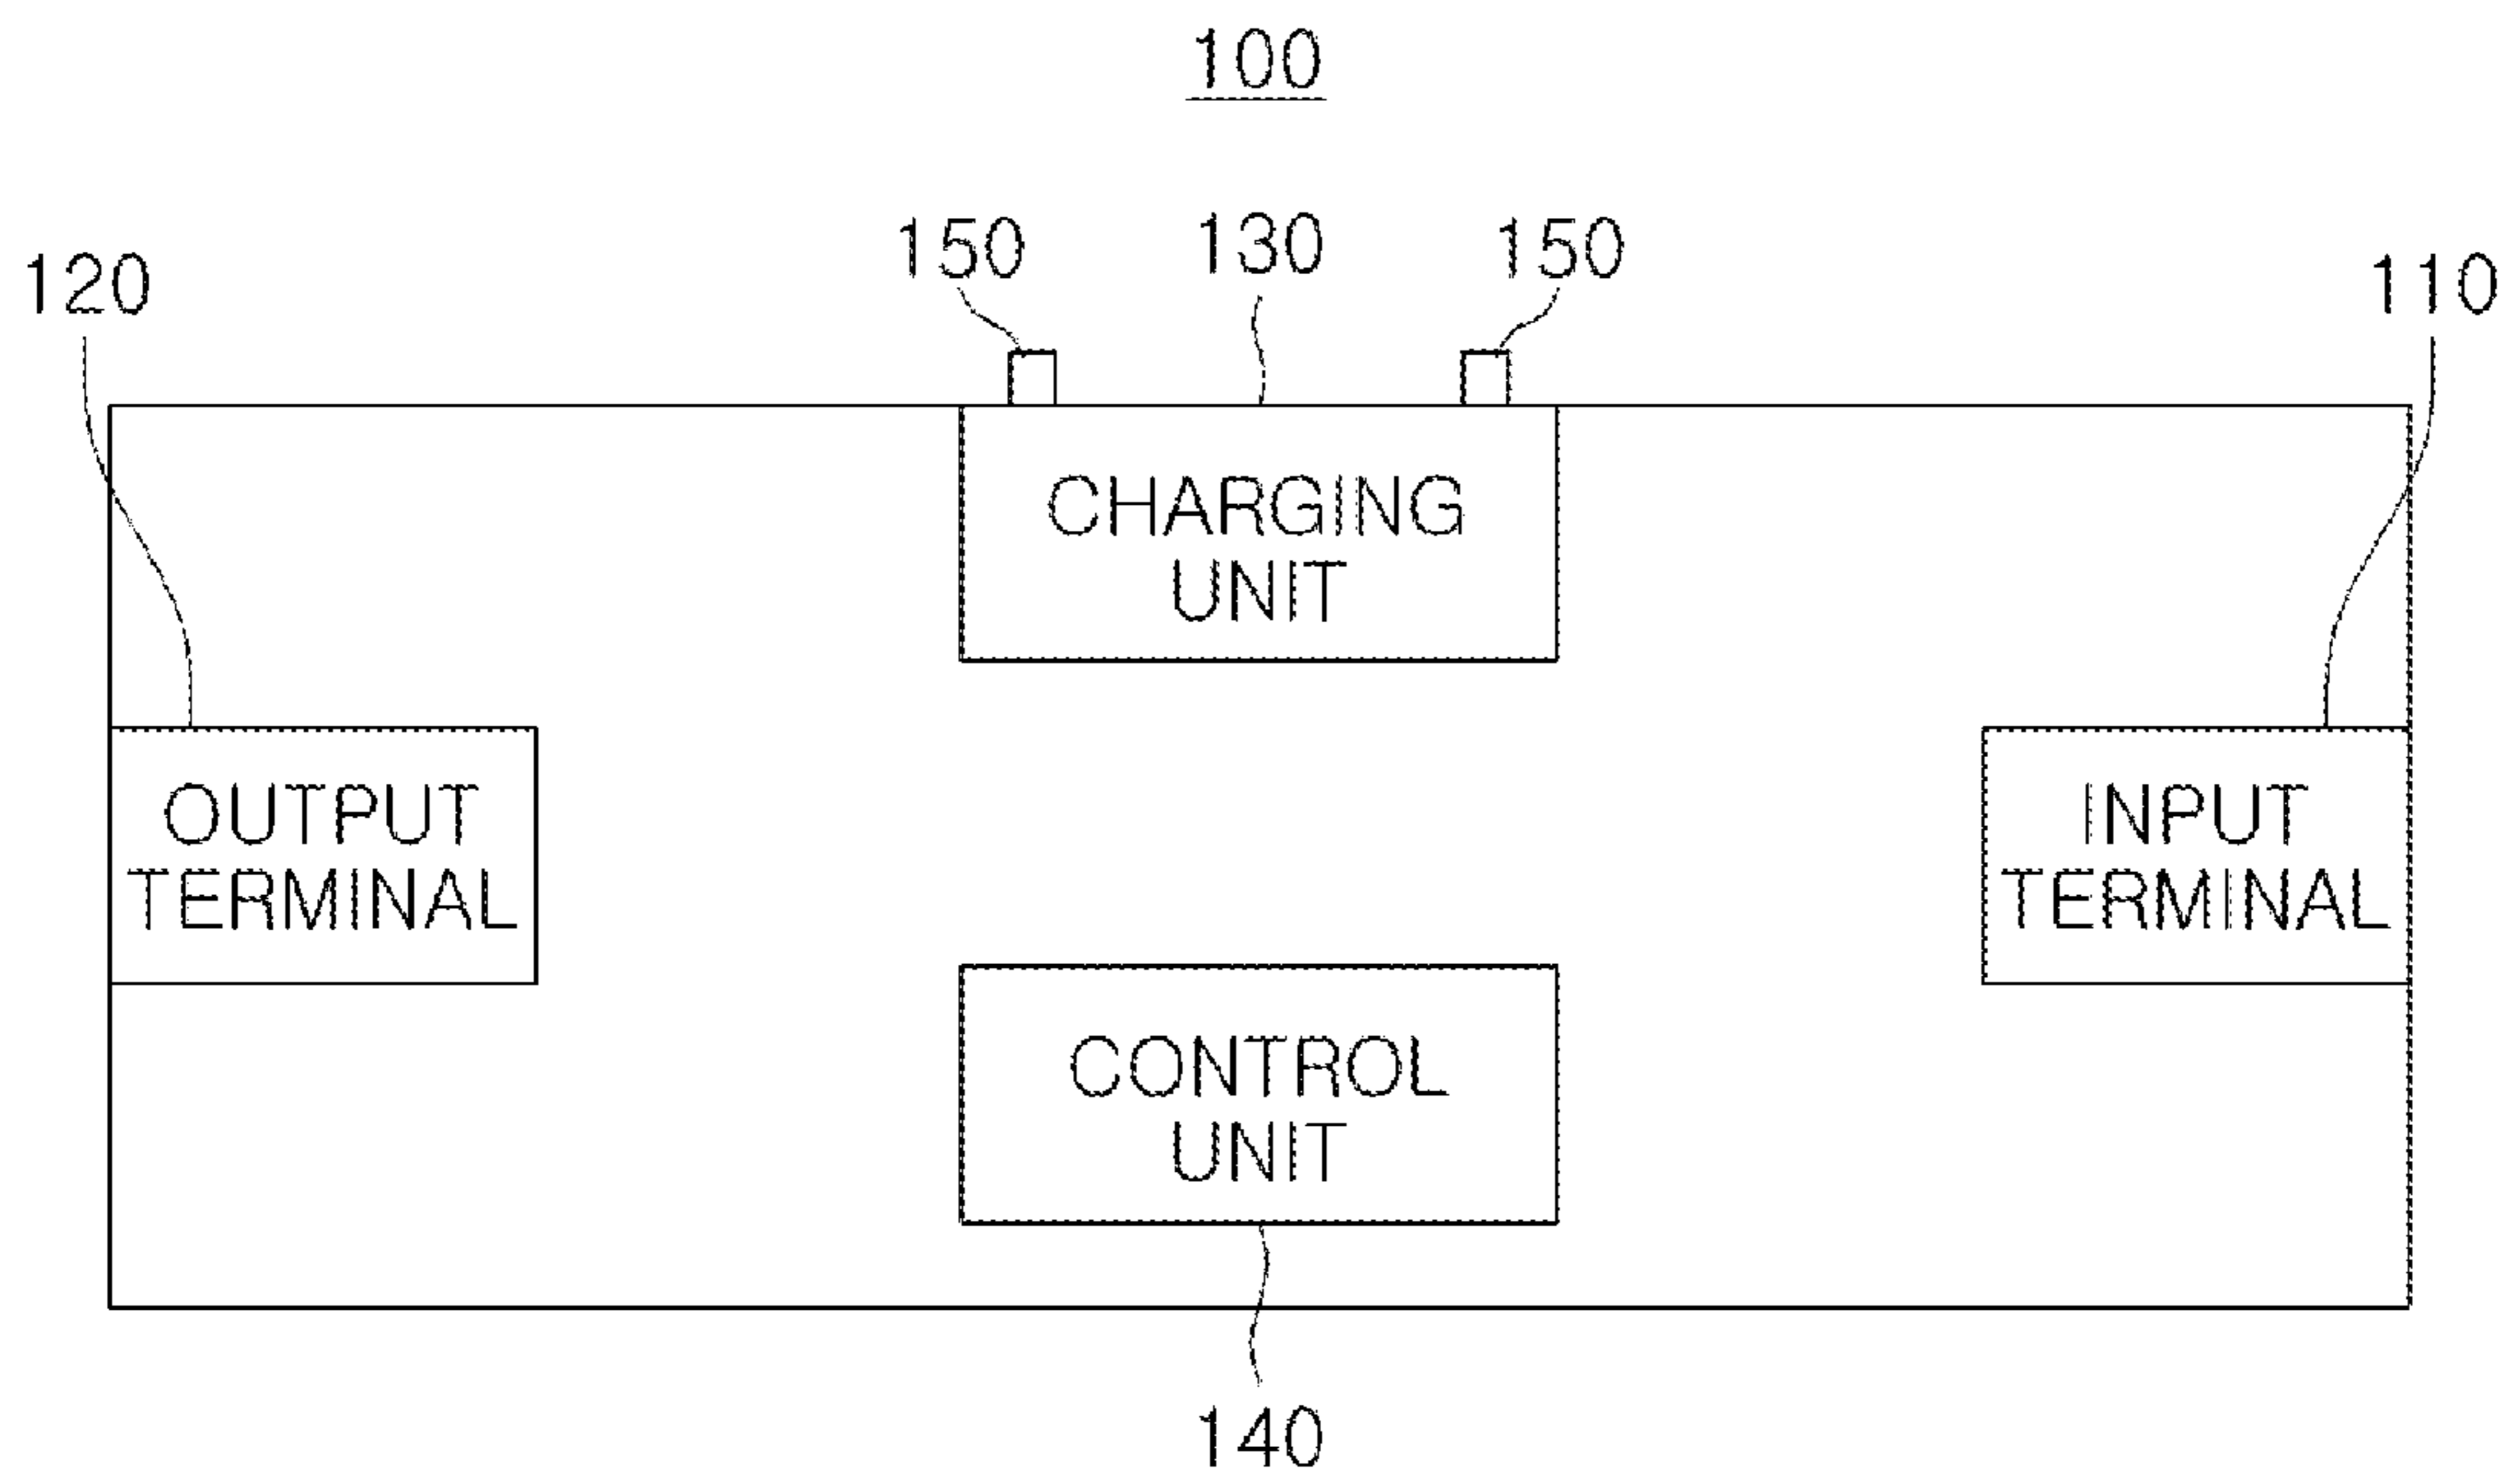 100
150 130 150
120 110
CHARGING
UNIT
OUTPUT
TERMINAL
INPUT
TERMINAL
CONTROL
UNIT
140